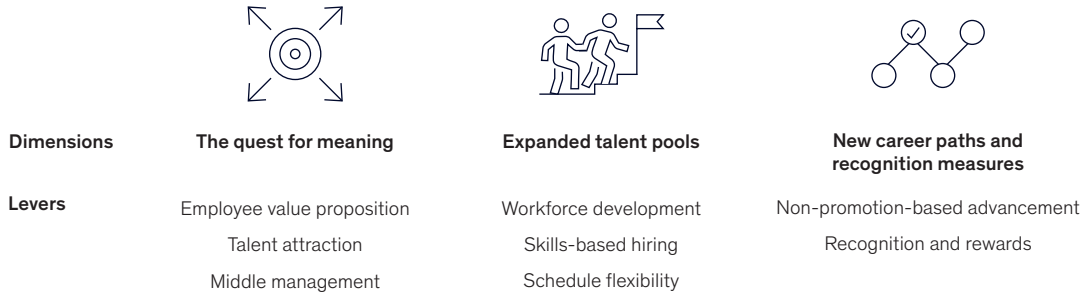 Dimensions
The quest for meaning
Expanded talent pools
New career paths and
recognition measures
Levers
Employee value proposition
Talent attraction
Middle management
Workforce development
Skills-based hiring
Schedule flexibility
Non-promotion-based advancement
Recognition and rewards